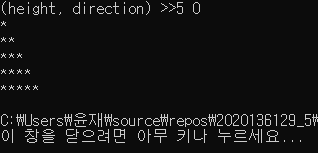 (height, direction) >>5 0
*
**
***
****
*****
C:\Users\윤재\source\repos\2020136129_5\
이 창을 닫으려면 아무 키나 누르세요...